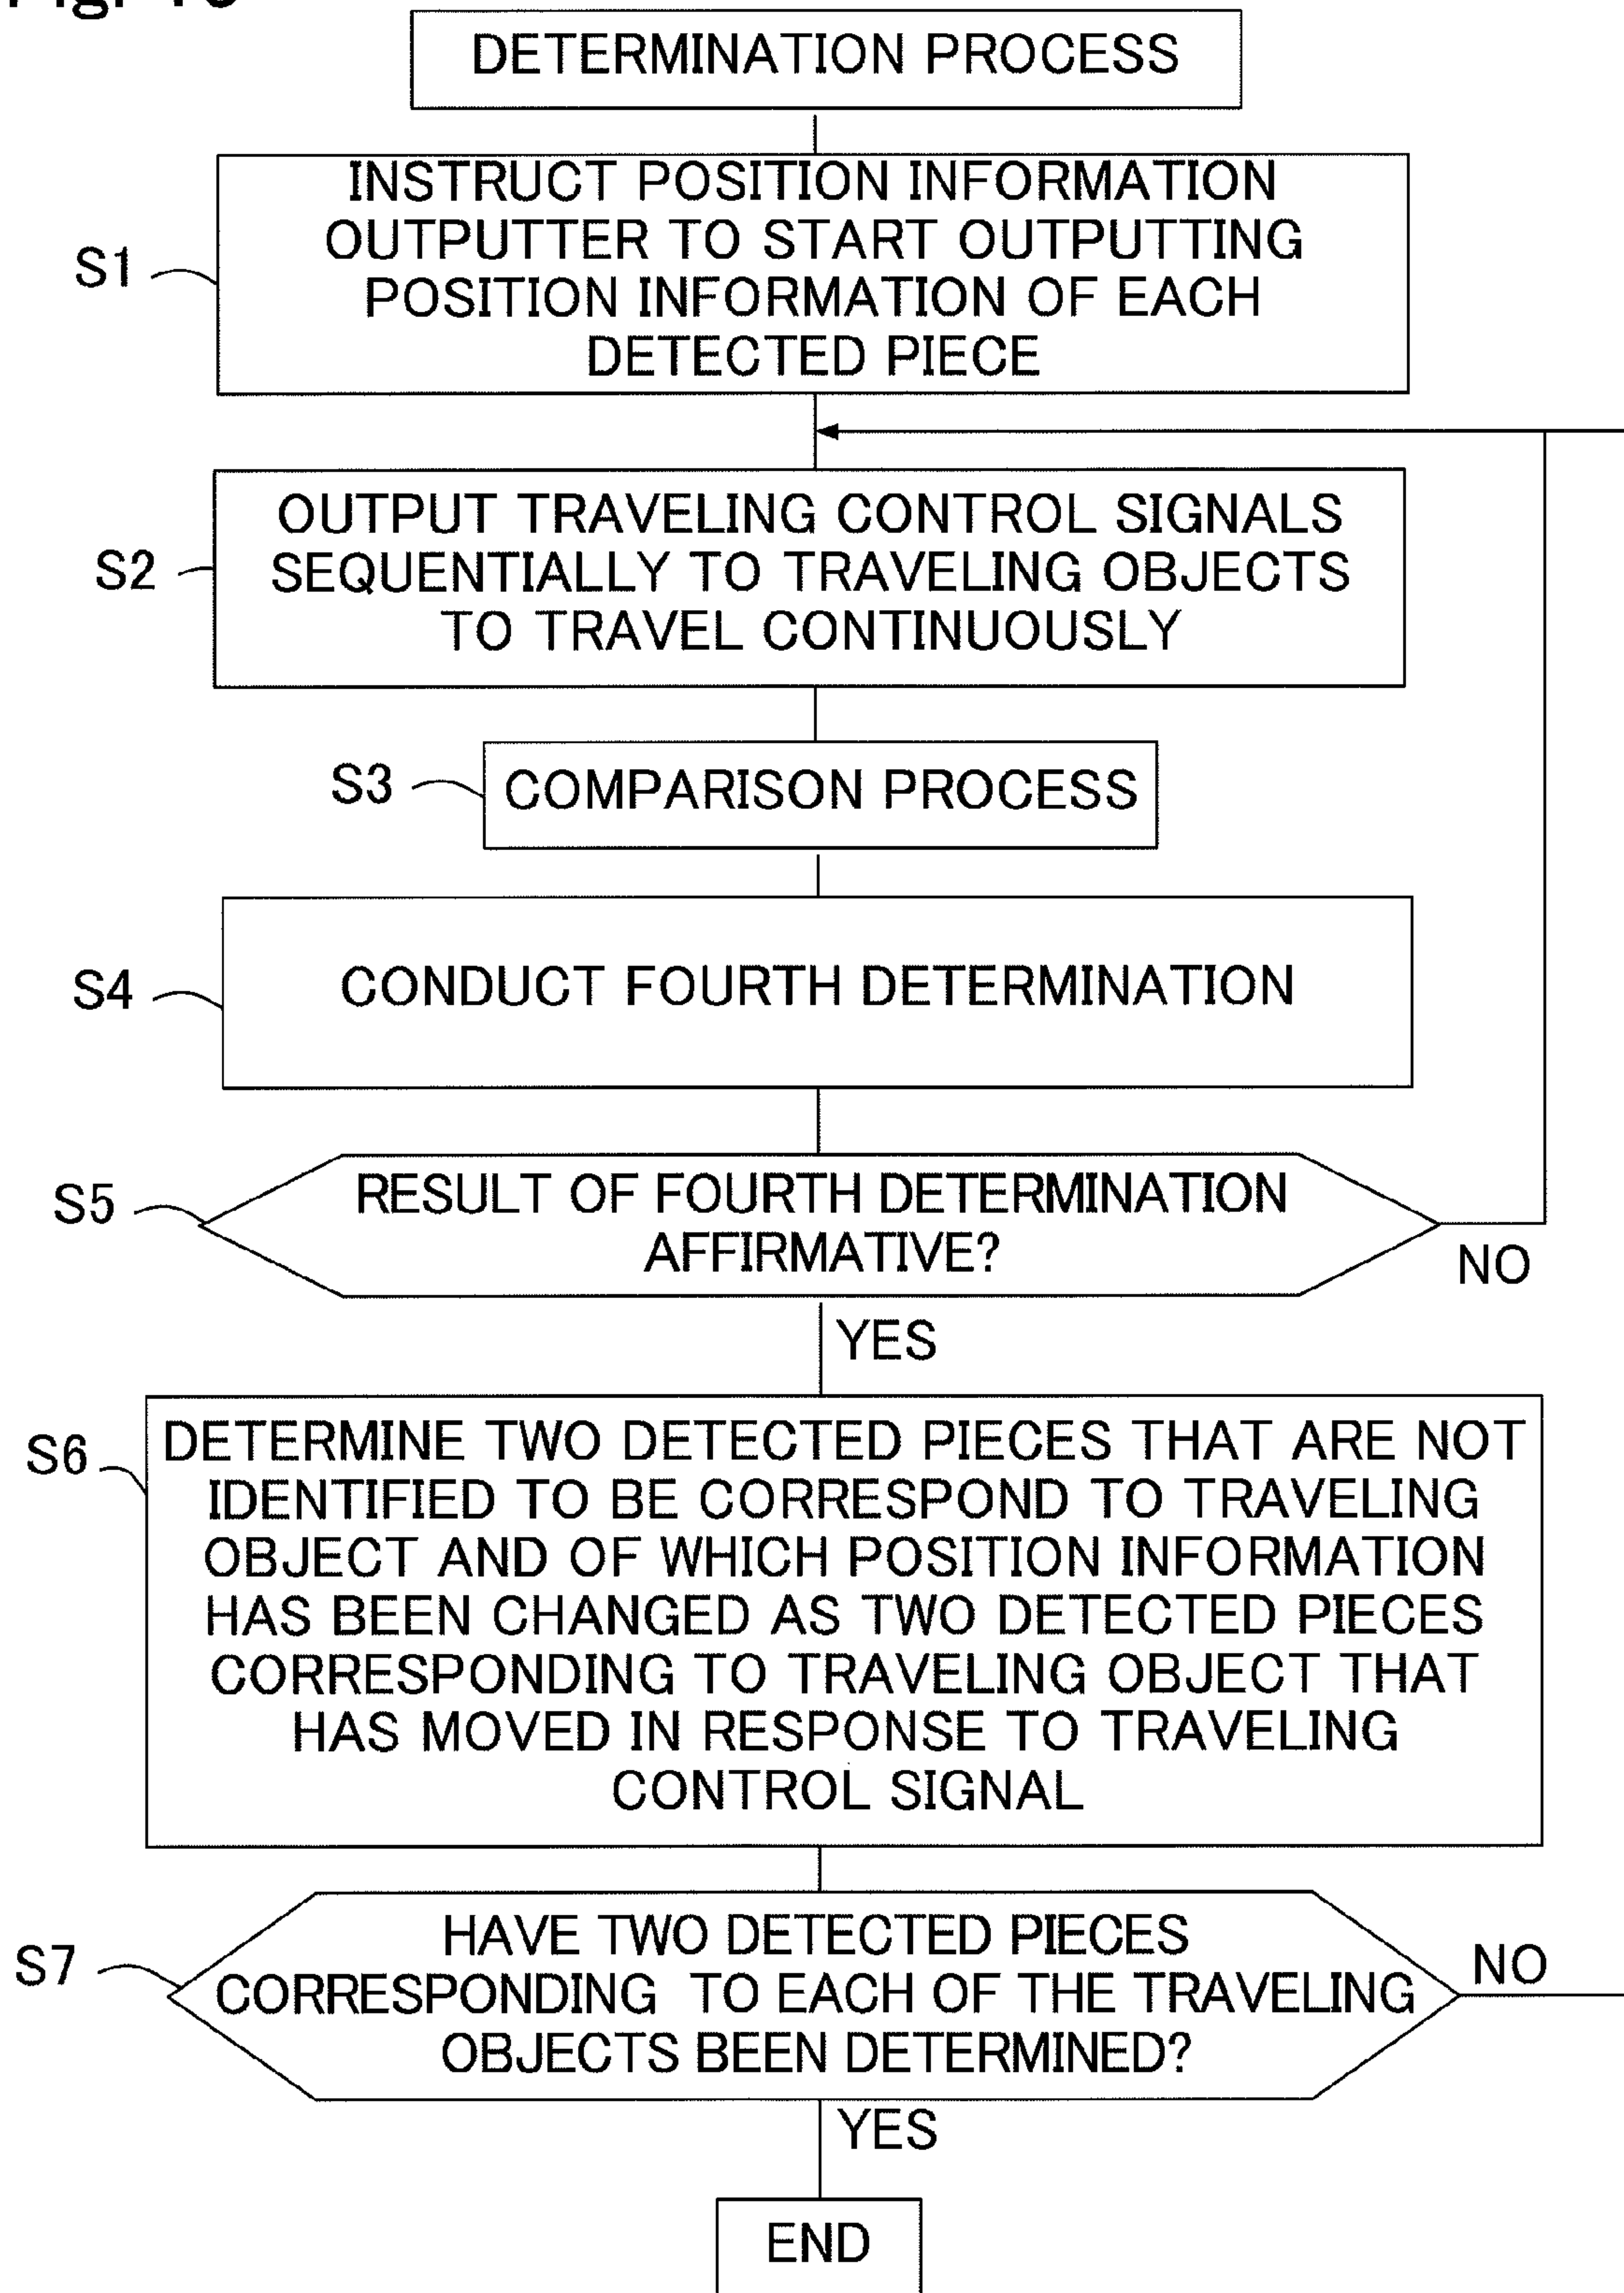 DETERMINATION PROCESS
S1
INSTRUCT POSITION INFORMATION
OUTPUTTER TO START OUTPUTTING
POSITION INFORMATION OF EACH
DETECTED PIECE
S2
OUTPUT TRAVELING CONTROL SIGNALS
SEQUENTIALLY TO TRAVELING OBJECTS
TO TRAVEL CONTINUOUSLY
S3
COMPARISON PROCESS
S4
CONDUCT FOURTH DETERMINATION
S5
RESULT OF FOURTH DETERMINATION
AFFIRMATIVE?
NO
YES
S6
DETERMINE TWO DETECTED PIECES THAT ARE NOT
IDENTIFIED TO BE CORRESPOND TO TRAVELING
OBJECT AND OF WHICH POSITION INFORMATION
HAS BEEN CHANGED AS TWO DETECTED PIECES
CORRESPONDING TO TRAVELING OBJECT THAT
HAS MOVED IN RESPONSE TO TRAVELING
CONTROL SIGNAL
S7
HAVE TWO DETECTED PIECES
CORRESPONDING TO EACH OF THE TRAVELING
OBJECTS BEEN DETERMINED?
NO
YES
END